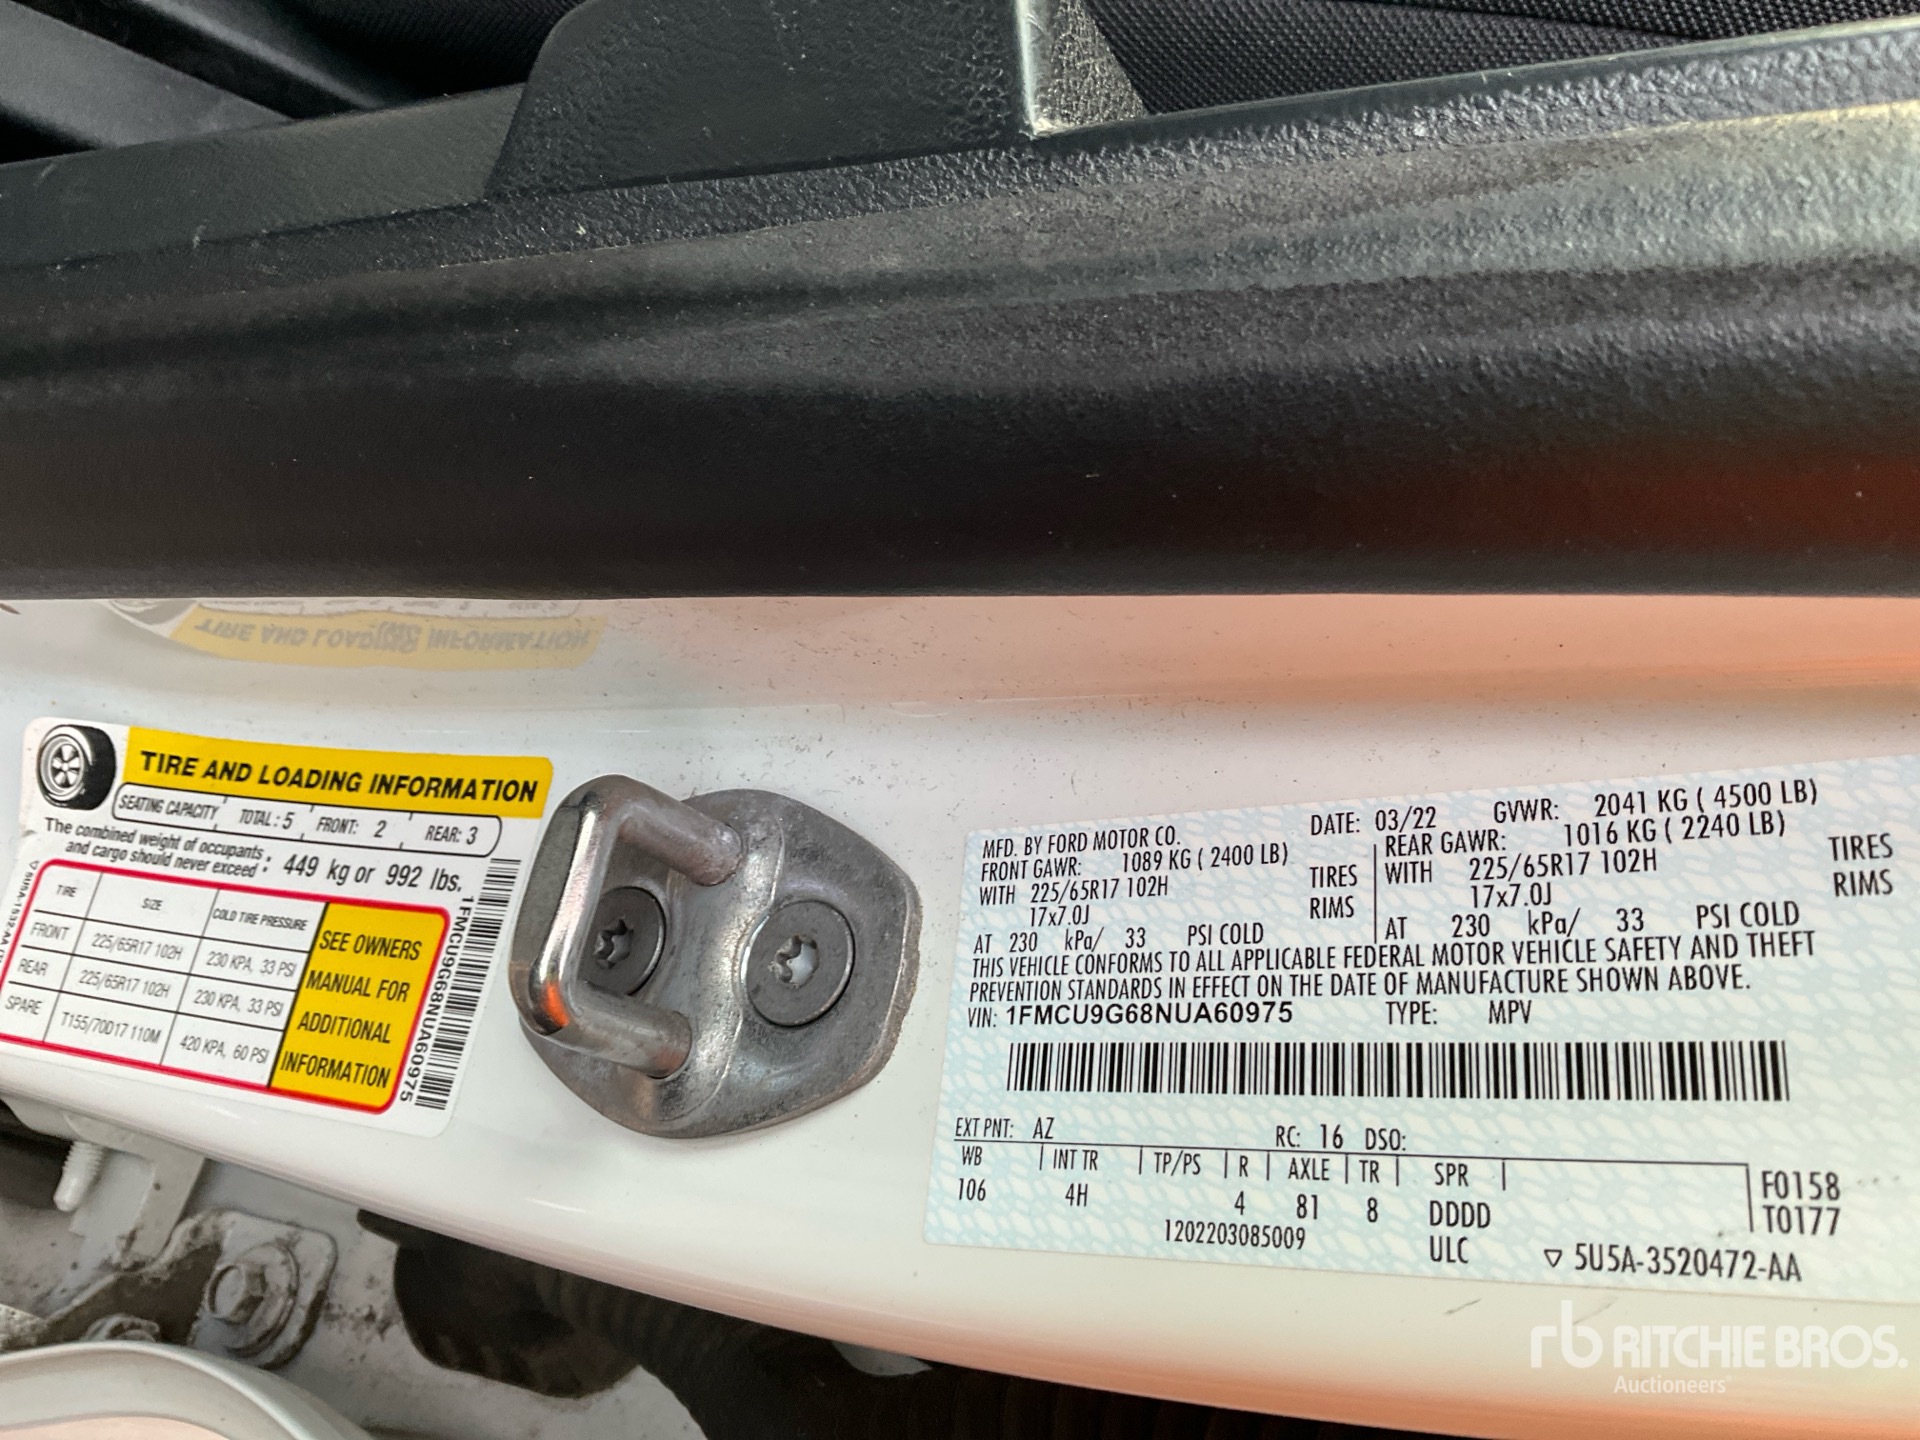 TIRE AND LOADING INFORMATION
TIRE AND LOADING INFORMATION
SEATING CAPACITY TOTAL: 5 FRONT: 2 REAR: 3
The combined weight of occupants and cargo should never exceed: 449 kg or 992 lbs.
TIRE SIZE COLD TIRE PRESSURE
FRONT 225/65R17 102H 230 KPA, 33 PSI
REAR 225/65R17 102H 230 KPA, 33 PSI
SPARE T155/70D17 110M 420 KPA, 60 PSI
SEE OWNERS
MANUAL FOR
ADDITIONAL
INFORMATION
1FMCU9G68NUA60975
MFD. BY FORD MOTOR CO. DATE: 03/22 GVWR: 2041 KG ( 4500 LB)
FRONT GAWR: 1089 KG ( 2400 LB) REAR GAWR: 1016 KG ( 2240 LB)
WITH 225/65R17 102H TIRES WITH 225/65R17 102H TIRES
17x7.0J RIMS 17x7.0J RIMS
AT 230 kPa/ 33 PSI COLD AT 230 kPa/ 33 PSI COLD
THIS VEHICLE CONFORMS TO ALL APPLICABLE FEDERAL MOTOR VEHICLE SAFETY AND THEFT
PREVENTION STANDARDS IN EFFECT ON THE DATE OF MANUFACTURE SHOWN ABOVE.
VIN: 1FMCU9G68NUA60975 TYPE: MPV
EXT PNT: AZ RC: 16 DSO:
WB INT TR TP/PS R AXLE TR SPR F0158
106 4H 4 81 8 DDDD T0177
1202203085009 ULC ▽ 5U5A-3520472-AA
rb RITCHIE BROS.
Auctioneers